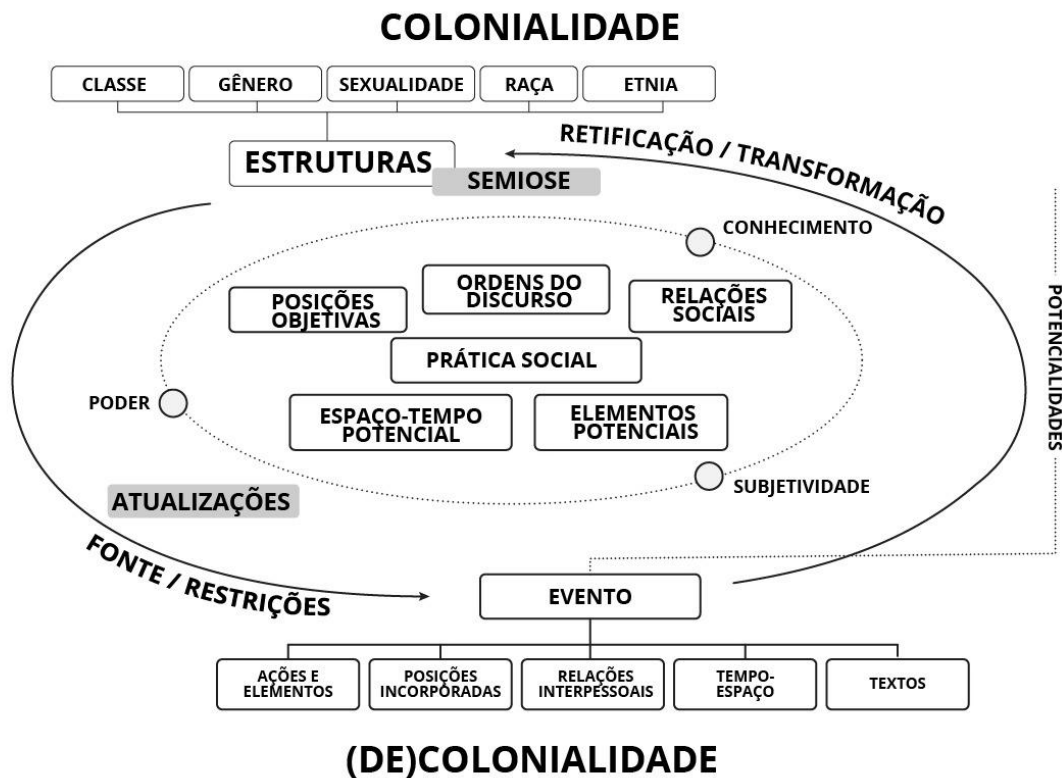 COLONIALIDADE
CLASSE
GÊNERO
SEXUALIDADE
RAÇA
ETNIA
ESTRUTURAS
SEMIOSE
RETIFICAÇÃO / TRANSFORMAÇÃO
CONHECIMENTO
POSIÇÕES
OBJETIVAS
ORDENS DO
DISCURSO
RELAÇÕES
SOCIAIS
PRÁTICA SOCIAL
ESPAÇO-TEMPO
POTENCIAL
ELEMENTOS
POTENCIAIS
PODER
SUBJETIVIDADE
POTENCIALIDADES
ATUALIZAÇÕES
FONTE / RESTRIÇÕES
EVENTO
AÇÕES E
ELEMENTOS
POSIÇÕES
INCORPORADAS
RELAÇÕES
INTERPESSOAIS
TEMPO-
ESPAÇO
TEXTOS
(DE)COLONIALIDADE